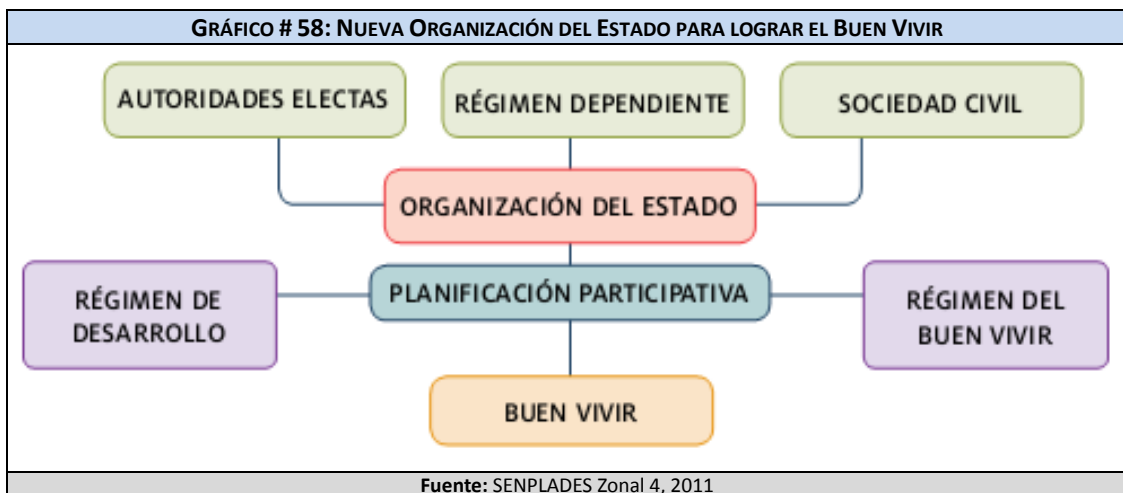 GRÁFICO # 58: NUEVA ORGANIZACIÓN DEL ESTADO PARA LOGRAR EL BUEN VIVIR
AUTORIDADES ELECTAS
RÉGIMEN DEPENDIENTE
SOCIEDAD CIVIL
ORGANIZACIÓN DEL ESTADO
RÉGIMEN DE
DESARROLLO
PLANIFICACIÓN PARTICIPATIVA
RÉGIMEN DEL
BUEN VIVIR
BUEN VIVIR
Fuente: SENPLADES Zonal 4, 2011